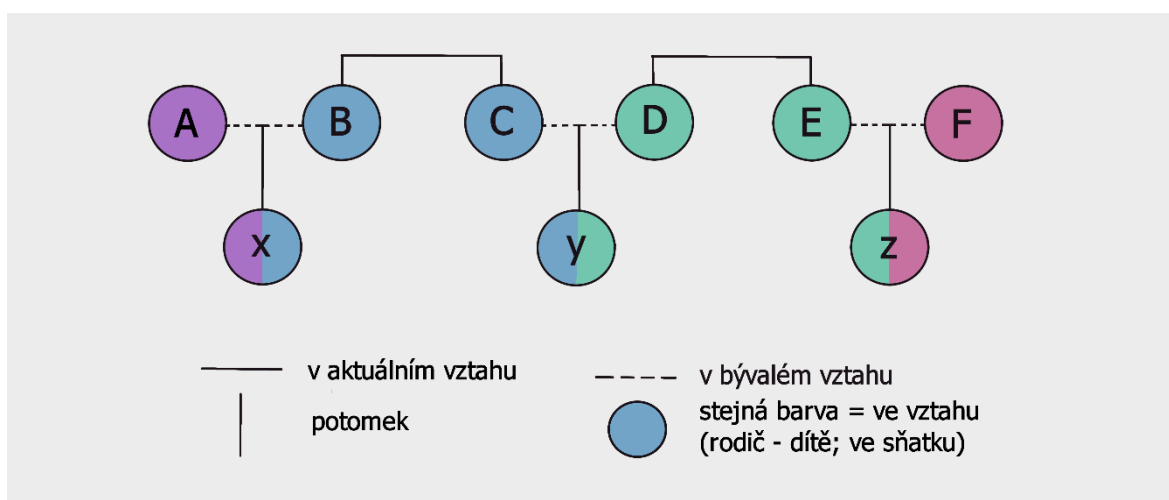 A B C D E F
x y z
v aktuálním vztahu
potomek
v bývalém vztahu
stejná barva = ve vztahu
(rodič - dítě; ve sňatku)